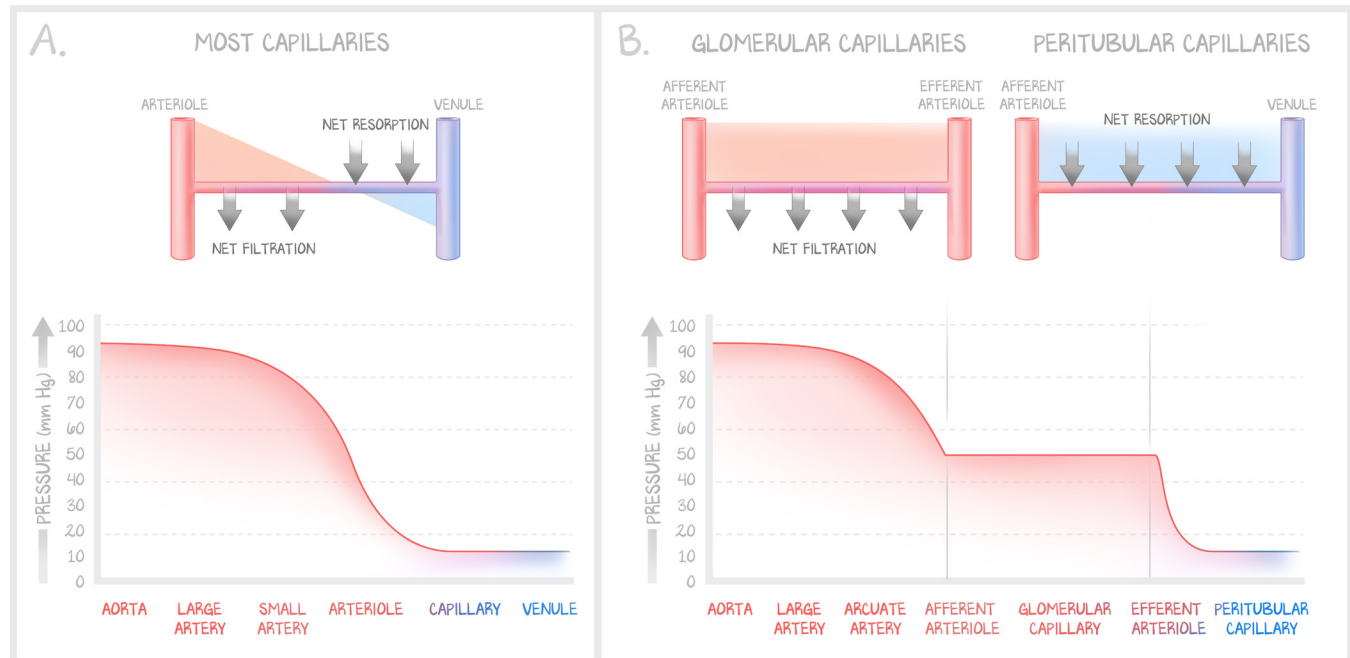 A.
MOST CAPILLARIES
ARTERIOLE
VENULE
NET RESORPTION
NET FILTRATION
PRESSURE (mm Hg)
100
90
80
70
60
50
40
30
20
10
0
AORTA
LARGE
ARTERY
SMALL
ARTERY
ARTERIOLE
CAPILLARY
VENULE
B.
GLOMERULAR CAPILLARIES
PERITUBULAR CAPILLARIES
AFFERENT
ARTERIOLE
EFFERENT
ARTERIOLE
AFFERENT
ARTERIOLE
VENULE
NET RESORPTION
NET FILTRATION
PRESSURE (mm Hg)
100
90
80
70
60
50
40
30
20
10
0
AORTA
LARGE
ARTERY
ARCUATE
ARTERY
AFFERENT
ARTERIOLE
GLOMERULAR
CAPILLARY
EFFERENT
ARTERIOLE
PERITUBULAR
CAPILLARY